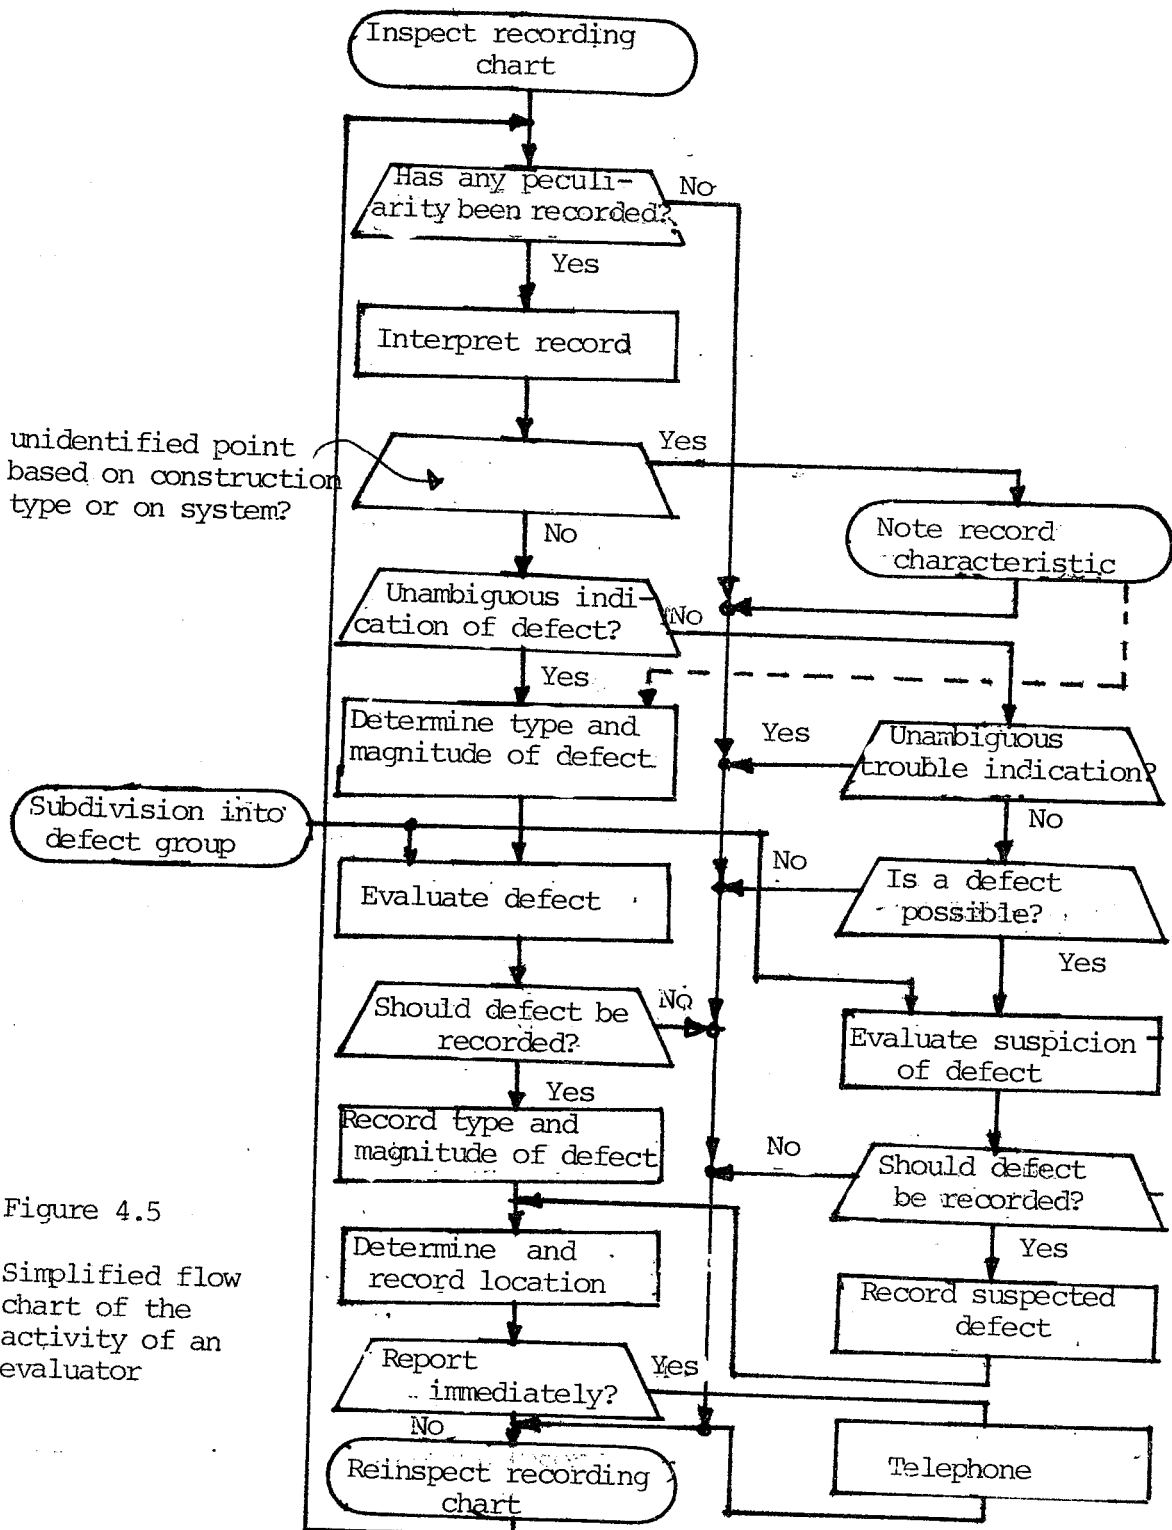 Inspect recording
chart
Has any peculi-
arity been recorded?
No
Yes
Interpret record
unidentified point
based on construction
type or on system?
Yes
No
Note record
characteristic
Unambiguous indi-
cation of defect?
No
Yes
Determine type and
magnitude of defect
Yes
Unambiguous
trouble indication?
No
Subdivision into
defect group
Evaluate defect
No
Is a defect
possible?
Yes
Should defect be
recorded?
No
Yes
Evaluate suspicion
of defect
Record type and
magnitude of defect
No
Should defect
be recorded?
Yes
Figure 4.5
Simplified flow
chart of the
activity of an
evaluator
Determine and
record location
Record suspected
defect
Report
immediately?
Yes
No
Telephone
Reinspect recording
chart